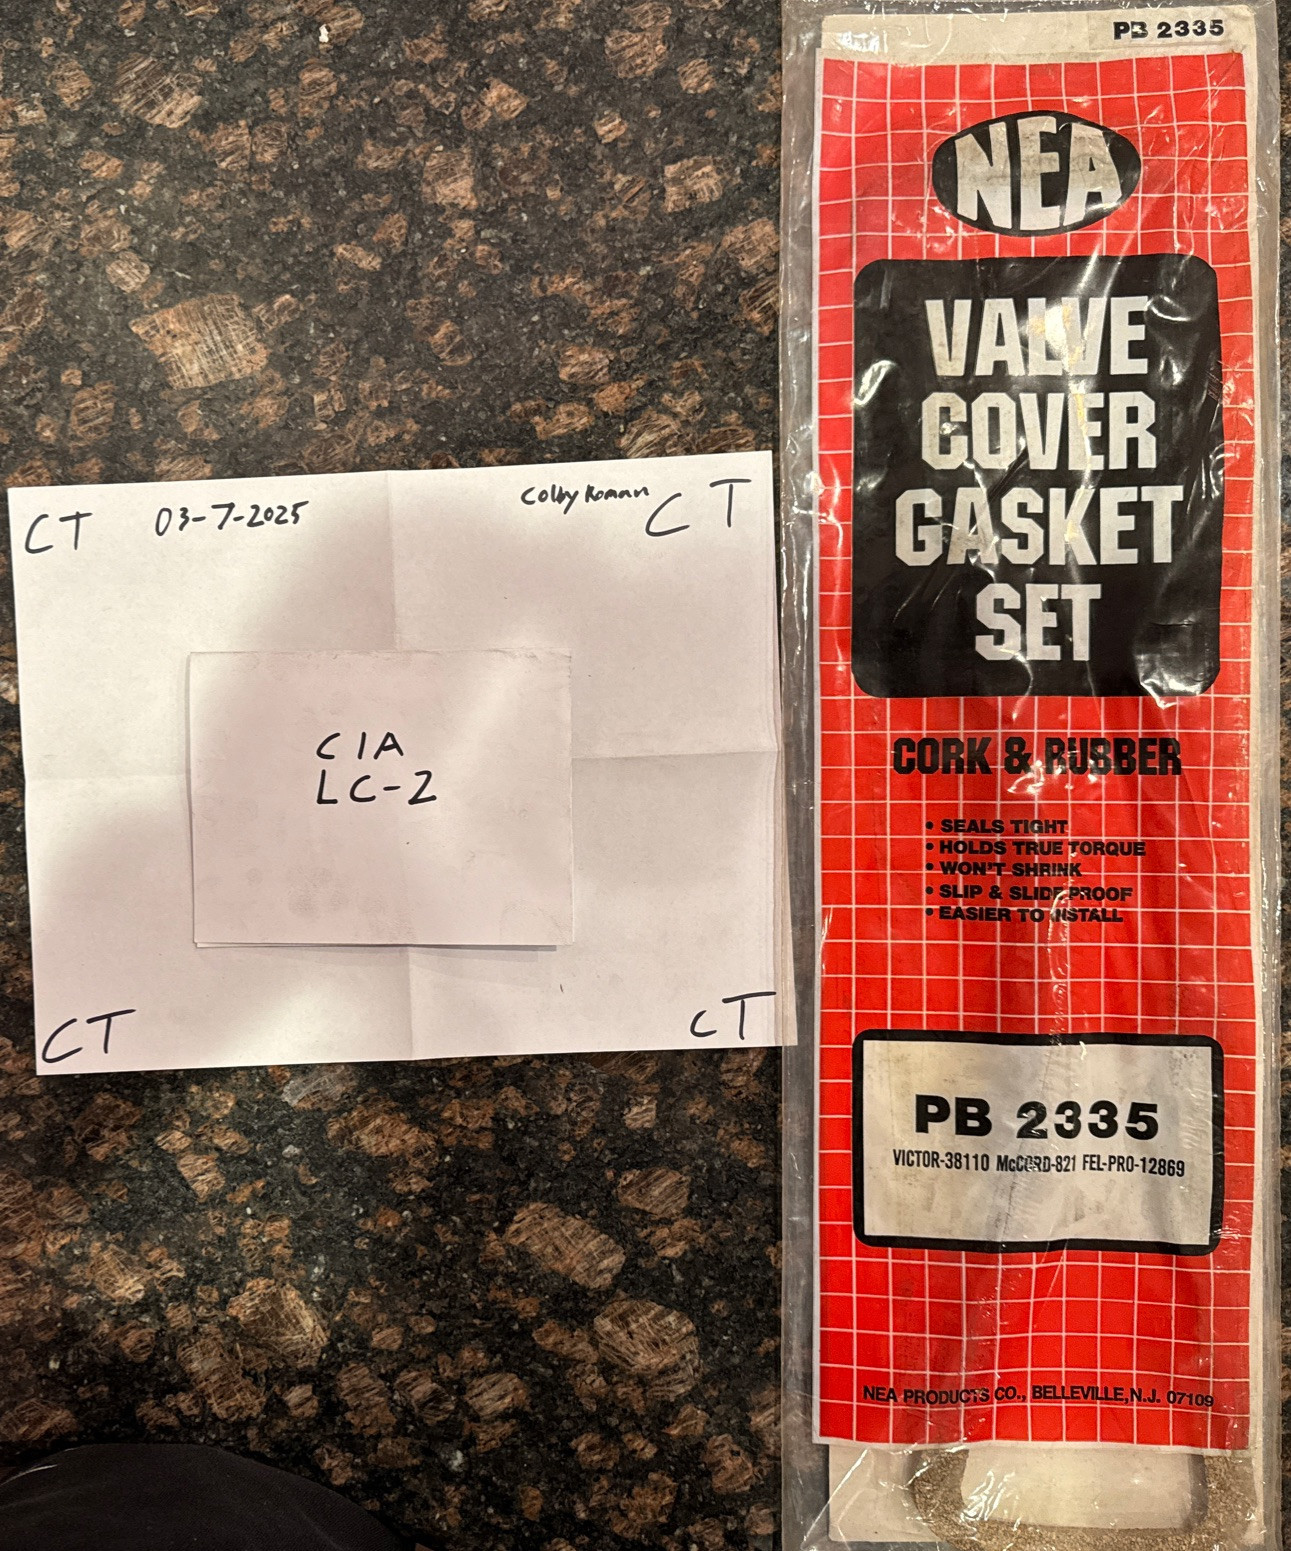 CT 03-7-2025 Colby Roman CT
CIA
LC-2
CT CT
PB 2335
NEA
VALVE
COVER
GASKET
SET
CORK & RUBBER
• SEALS TIGHT
• HOLDS TRUE TORQUE
• WON'T SHRINK
• SLIP & SLIDE PROOF
• EASIER TO INSTALL
PB 2335
VICTOR-38110 McCORD-821 FEL-PRO-12869
NEA PRODUCTS CO., BELLEVILLE, N.J. 07109